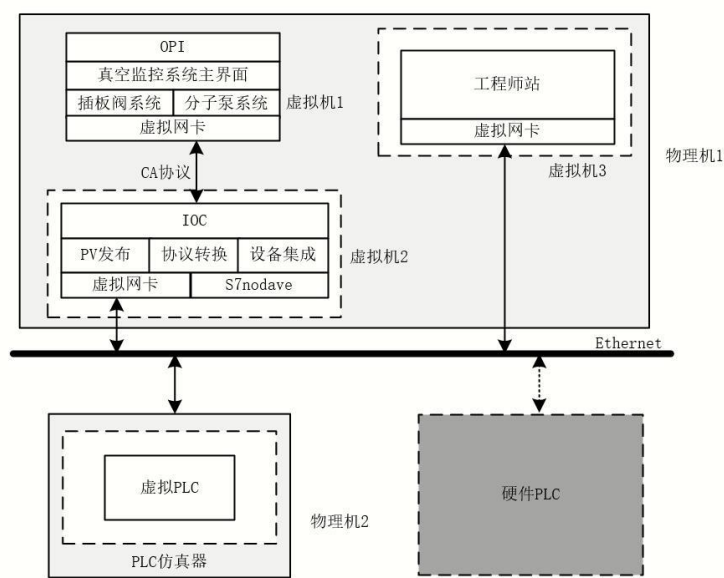 OPI
真空监控系统主界面
插板阀系统 分子泵系统
虚拟网卡
虚拟机1
工程师站
虚拟网卡
虚拟机3
物理机1
CA协议
IOC
PV发布 协议转换 设备集成
虚拟网卡 S7nodave
虚拟机2
Ethernet
虚拟PLC
PLC仿真器
物理机2
硬件PLC